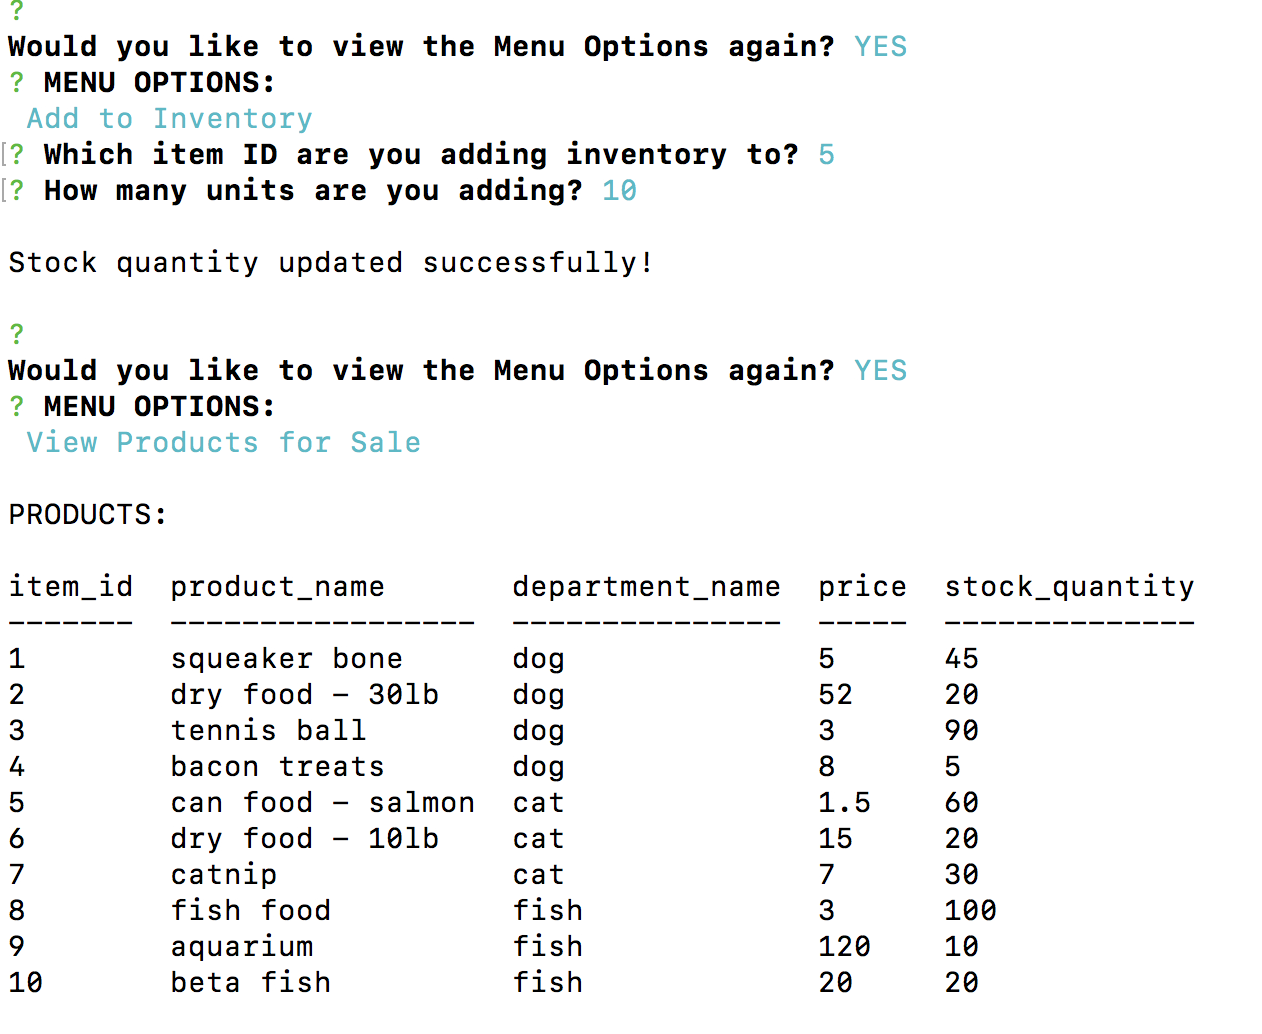 ?
Would you like to view the Menu Options again? YES
? MENU OPTIONS:
 Add to Inventory
[? Which item ID are you adding inventory to? 5
[? How many units are you adding? 10

Stock quantity updated successfully!

?
Would you like to view the Menu Options again? YES
? MENU OPTIONS:
 View Products for Sale

PRODUCTS:

item_id  product_name       department_name  price  stock_quantity
-------  -----------------  ---------------  -----  --------------
1        squeaker bone      dog              5      45
2        dry food - 30lb    dog              52     20
3        tennis ball        dog              3      90
4        bacon treats       dog              8      5
5        can food - salmon  cat              1.5    60
6        dry food - 10lb    cat              15     20
7        catnip             cat              7      30
8        fish food          fish             3      100
9        aquarium           fish             120    10
10       beta fish          fish             20     20